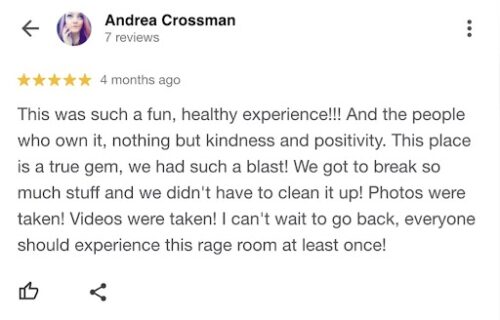 Andrea Crossman
7 reviews
4 months ago
This was such a fun, healthy experience!!! And the people
who own it, nothing but kindness and positivity. This place
is a true gem, we had such a blast! We got to break so
much stuff and we didn't have to clean it up! Photos were
taken! Videos were taken! I can't wait to go back, everyone
should experience this rage room at least once!